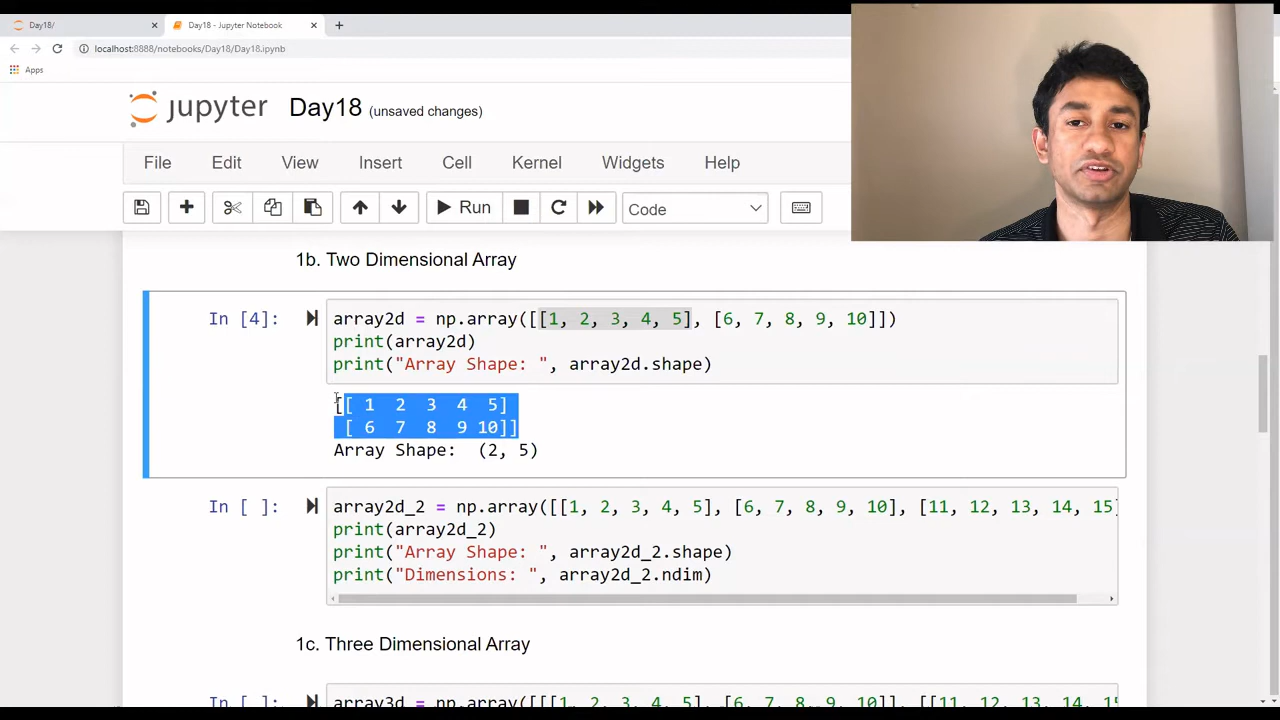 Day18/
Day18 - Jupyter Notebook
localhost:8888/notebooks/Day18/Day18.ipynb
Apps
jupyter Day18 (unsaved changes)
File Edit View Insert Cell Kernel Widgets Help
Run Code
1b. Two Dimensional Array
In [4]: array2d = np.array([[1, 2, 3, 4, 5], [6, 7, 8, 9, 10]])
print(array2d)
print("Array Shape: ", array2d.shape)
[[ 1 2 3 4 5]
[ 6 7 8 9 10]]
Array Shape: (2, 5)
In [ ]: array2d_2 = np.array([[1, 2, 3, 4, 5], [6, 7, 8, 9, 10], [11, 12, 13, 14, 15]
print(array2d_2)
print("Array Shape: ", array2d_2.shape)
print("Dimensions: ", array2d_2.ndim)
1c. Three Dimensional Array
array3d = np.array([[[1, 2, 3, 4, 5], [6, 7, 8, 9, 10]], [[11, 12, 13, 14, 15